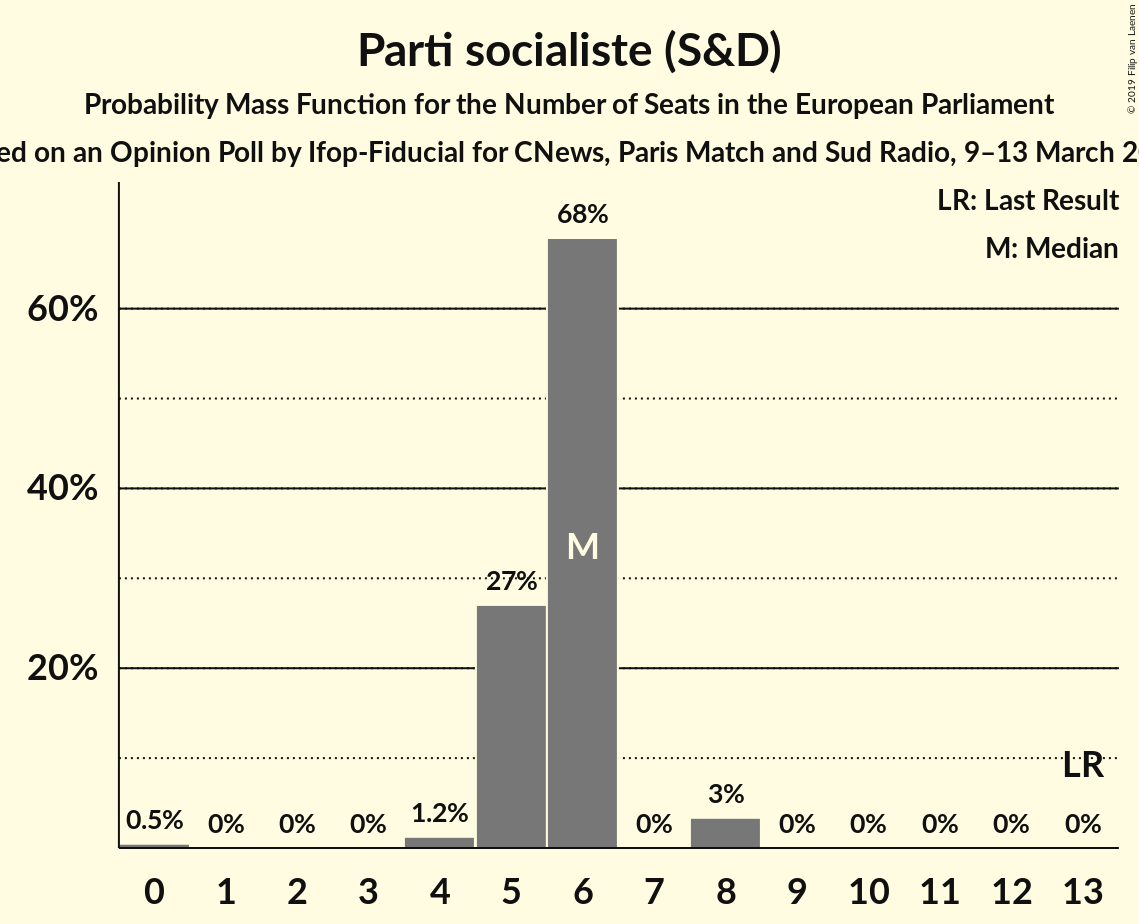 Parti socialiste (S&D)
Probability Mass Function for the Number of Seats in the European Parliament
ed on an Opinion Poll by Ifop-Fiducial for CNews, Paris Match and Sud Radio, 9–13 March 2
© 2019 Filip van Laenen
LR: Last Result
M: Median
68%
60%
40%
M
27%
20%
LR
3%
0.5% 0% 0% 0% 1.2% 0% 0% 0% 0% 0% 0%
0 1 2 3 4 5 6 7 8 9 10 11 12 13